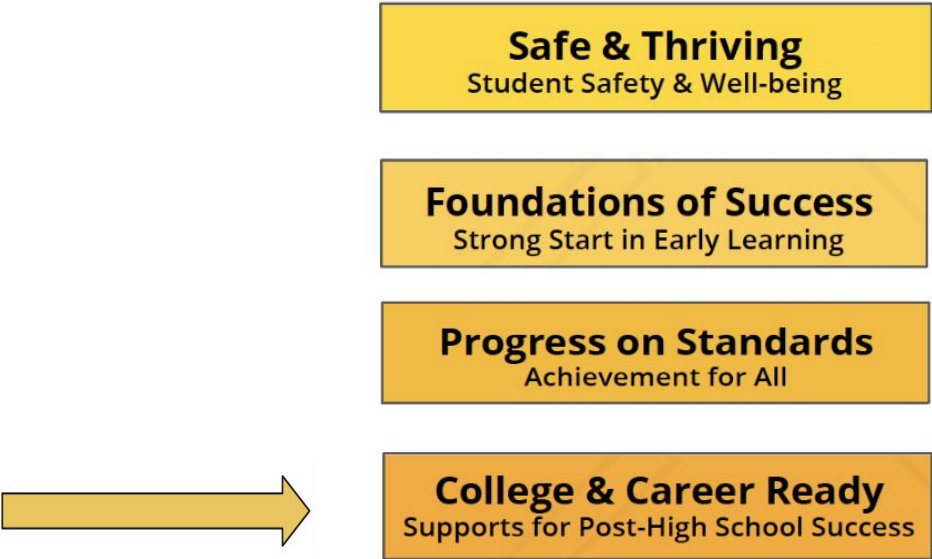 Safe & Thriving
Student Safety & Well-being
Foundations of Success
Strong Start in Early Learning
Progress on Standards
Achievement for All
College & Career Ready
Supports for Post-High School Success